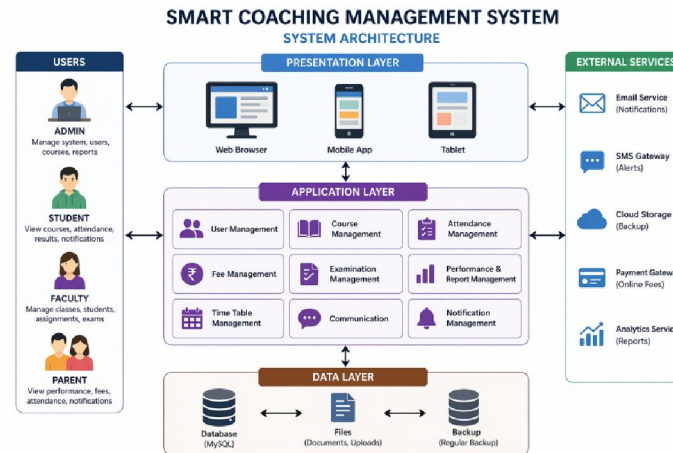 SMART COACHING MANAGEMENT SYSTEM
SYSTEM ARCHITECTURE
USERS
ADMIN
Manage system, users,
courses, reports
STUDENT
View courses, attendance,
results, notifications
FACULTY
Manage classes, students,
assignments, exams
PARENT
View performance, fees,
attendance, notifications
PRESENTATION LAYER
Web Browser
Mobile App
Tablet
APPLICATION LAYER
User Management
Course
Management
Attendance
Management
₹
Fee Management
Examination
Management
Performance &
Report Management
Time Table
Management
Communication
Notification
Management
DATA LAYER
Database
(MySQL)
Files
(Documents, Uploads)
Backup
(Regular Backup)
EXTERNAL SERVICES
Email Service
(Notifications)
SMS Gateway
(Alerts)
Cloud Storage
(Backup)
Payment Gatew
(Online Fees)
Analytics Servic
(Reports)